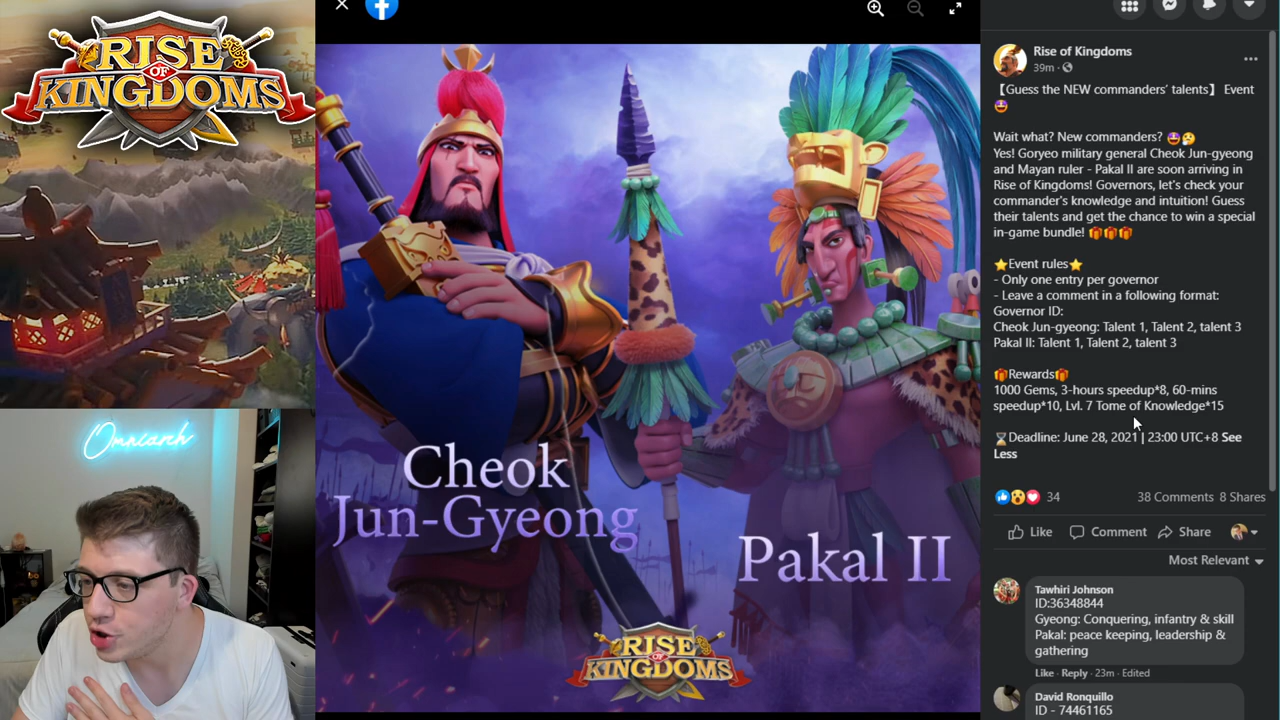 RISE
OF
KINGDOMS
Omniarch
Cheok
Jun-Gyeong
Pakal II
RISE
OF
KINGDOMS
Rise of Kingdoms
39m ·
【Guess the NEW commanders' talents】 Event
Wait what? New commanders?
Yes! Goryeo military general Cheok Jun-gyeong
and Mayan ruler - Pakal II are soon arriving in
Rise of Kingdoms! Governors, let's check your
commander's knowledge and intuition! Guess
their talents and get the chance to win a special
in-game bundle!
Event rules
- Only one entry per governor
- Leave a comment in a following format:
Governor ID:
Cheok Jun-gyeong: Talent 1, Talent 2, talent 3
Pakal II: Talent 1, Talent 2, talent 3
Rewards
1000 Gems, 3-hours speedup*8, 60-mins
speedup*10, Lvl. 7 Tome of Knowledge*15
Deadline: June 28, 2021 | 23:00 UTC+8 See
Less
34 38 Comments 8 Shares
Like Comment Share
Most Relevant
Tawhiri Johnson
ID:36348844
Gyeong: Conquering, infantry & skill
Pakal: peace keeping, leadership &
gathering
Like · Reply · 23m · Edited
David Ronquillo
ID - 74461165